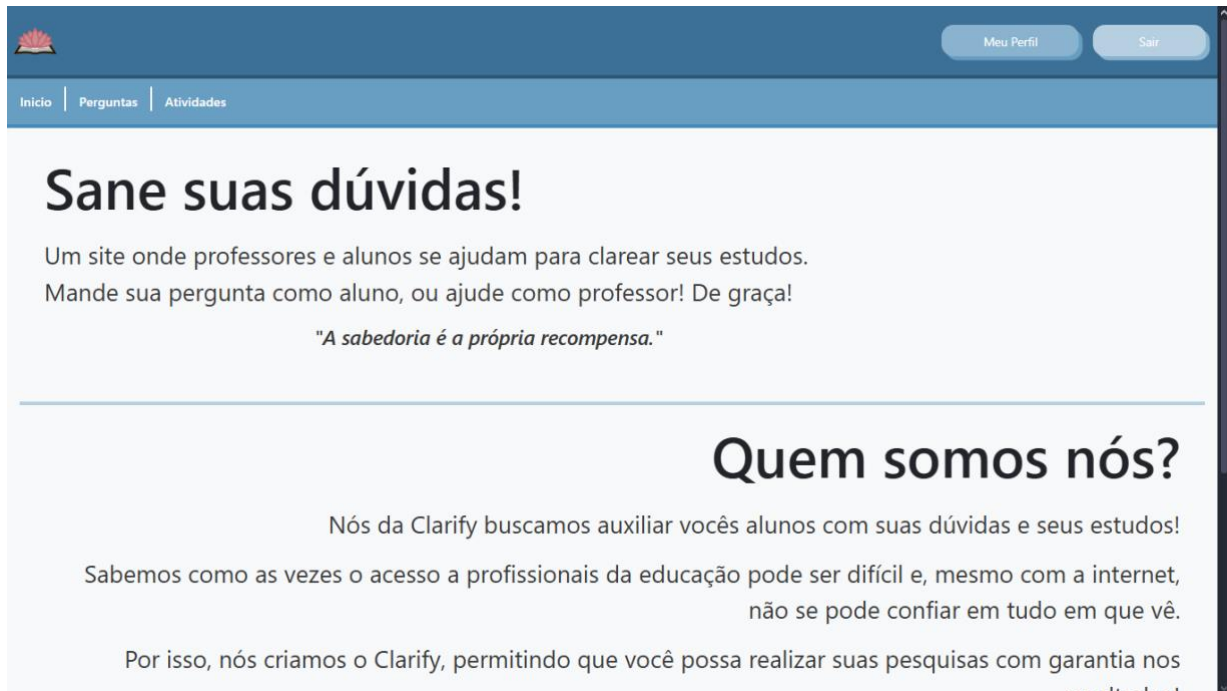 Meu Perfil
Sair
Inicio
Perguntas
Atividades
Sane suas dúvidas!
Um site onde professores e alunos se ajudam para clarear seus estudos.
Mande sua pergunta como aluno, ou ajude como professor! De graça!
"A sabedoria é a própria recompensa."
Quem somos nós?
Nós da Clarify buscamos auxiliar vocês alunos com suas dúvidas e seus estudos!
Sabemos como as vezes o acesso a profissionais da educação pode ser difícil e, mesmo com a internet,
não se pode confiar em tudo em que vê.
Por isso, nós criamos o Clarify, permitindo que você possa realizar suas pesquisas com garantia nos